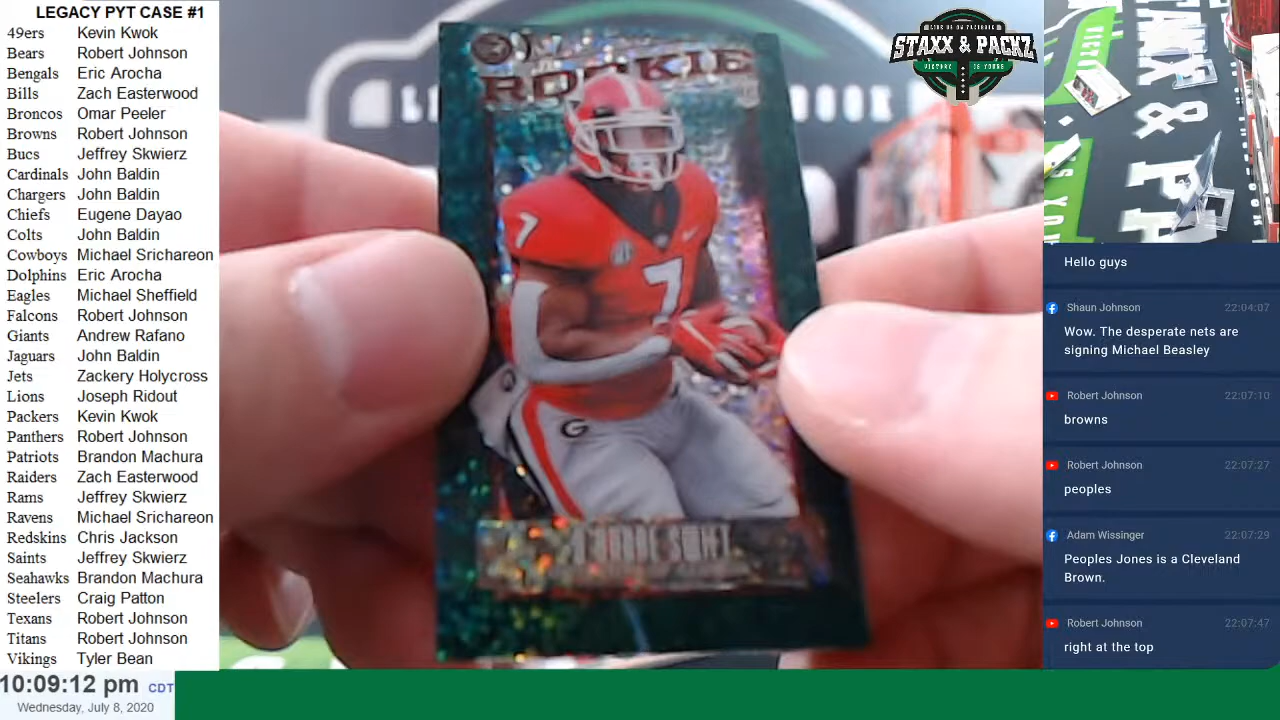 LEGACY PYT CASE #1
49ers Kevin Kwok
Bears Robert Johnson
Bengals Eric Arocha
Bills Zach Easterwood
Broncos Omar Peeler
Browns Robert Johnson
Bucs Jeffrey Skwierz
Cardinals John Baldin
Chargers John Baldin
Chiefs Eugene Dayao
Colts John Baldin
Cowboys Michael Srichareon
Dolphins Eric Arocha
Eagles Michael Sheffield
Falcons Robert Johnson
Giants Andrew Rafano
Jaguars John Baldin
Jets Zackery Holycross
Lions Joseph Ridout
Packers Kevin Kwok
Panthers Robert Johnson
Patriots Brandon Machura
Raiders Zach Easterwood
Rams Jeffrey Skwierz
Ravens Michael Srichareon
Redskins Chris Jackson
Saints Jeffrey Skwierz
Seahawks Brandon Machura
Steelers Craig Patton
Texans Robert Johnson
Titans Robert Johnson
Vikings Tyler Bean
10:09:12 pm CDT
Wednesday, July 8, 2020
ROOKIE
7
7
G
STAXX & PACKZ
VICTORY IS YOURS
Hello guys
Shaun Johnson 22:04:07
Wow. The desperate nets are
signing Michael Beasley
Robert Johnson 22:07:10
browns
Robert Johnson 22:07:27
peoples
Adam Wissinger 22:07:29
Peoples Jones is a Cleveland
Brown.
Robert Johnson 22:07:47
right at the top